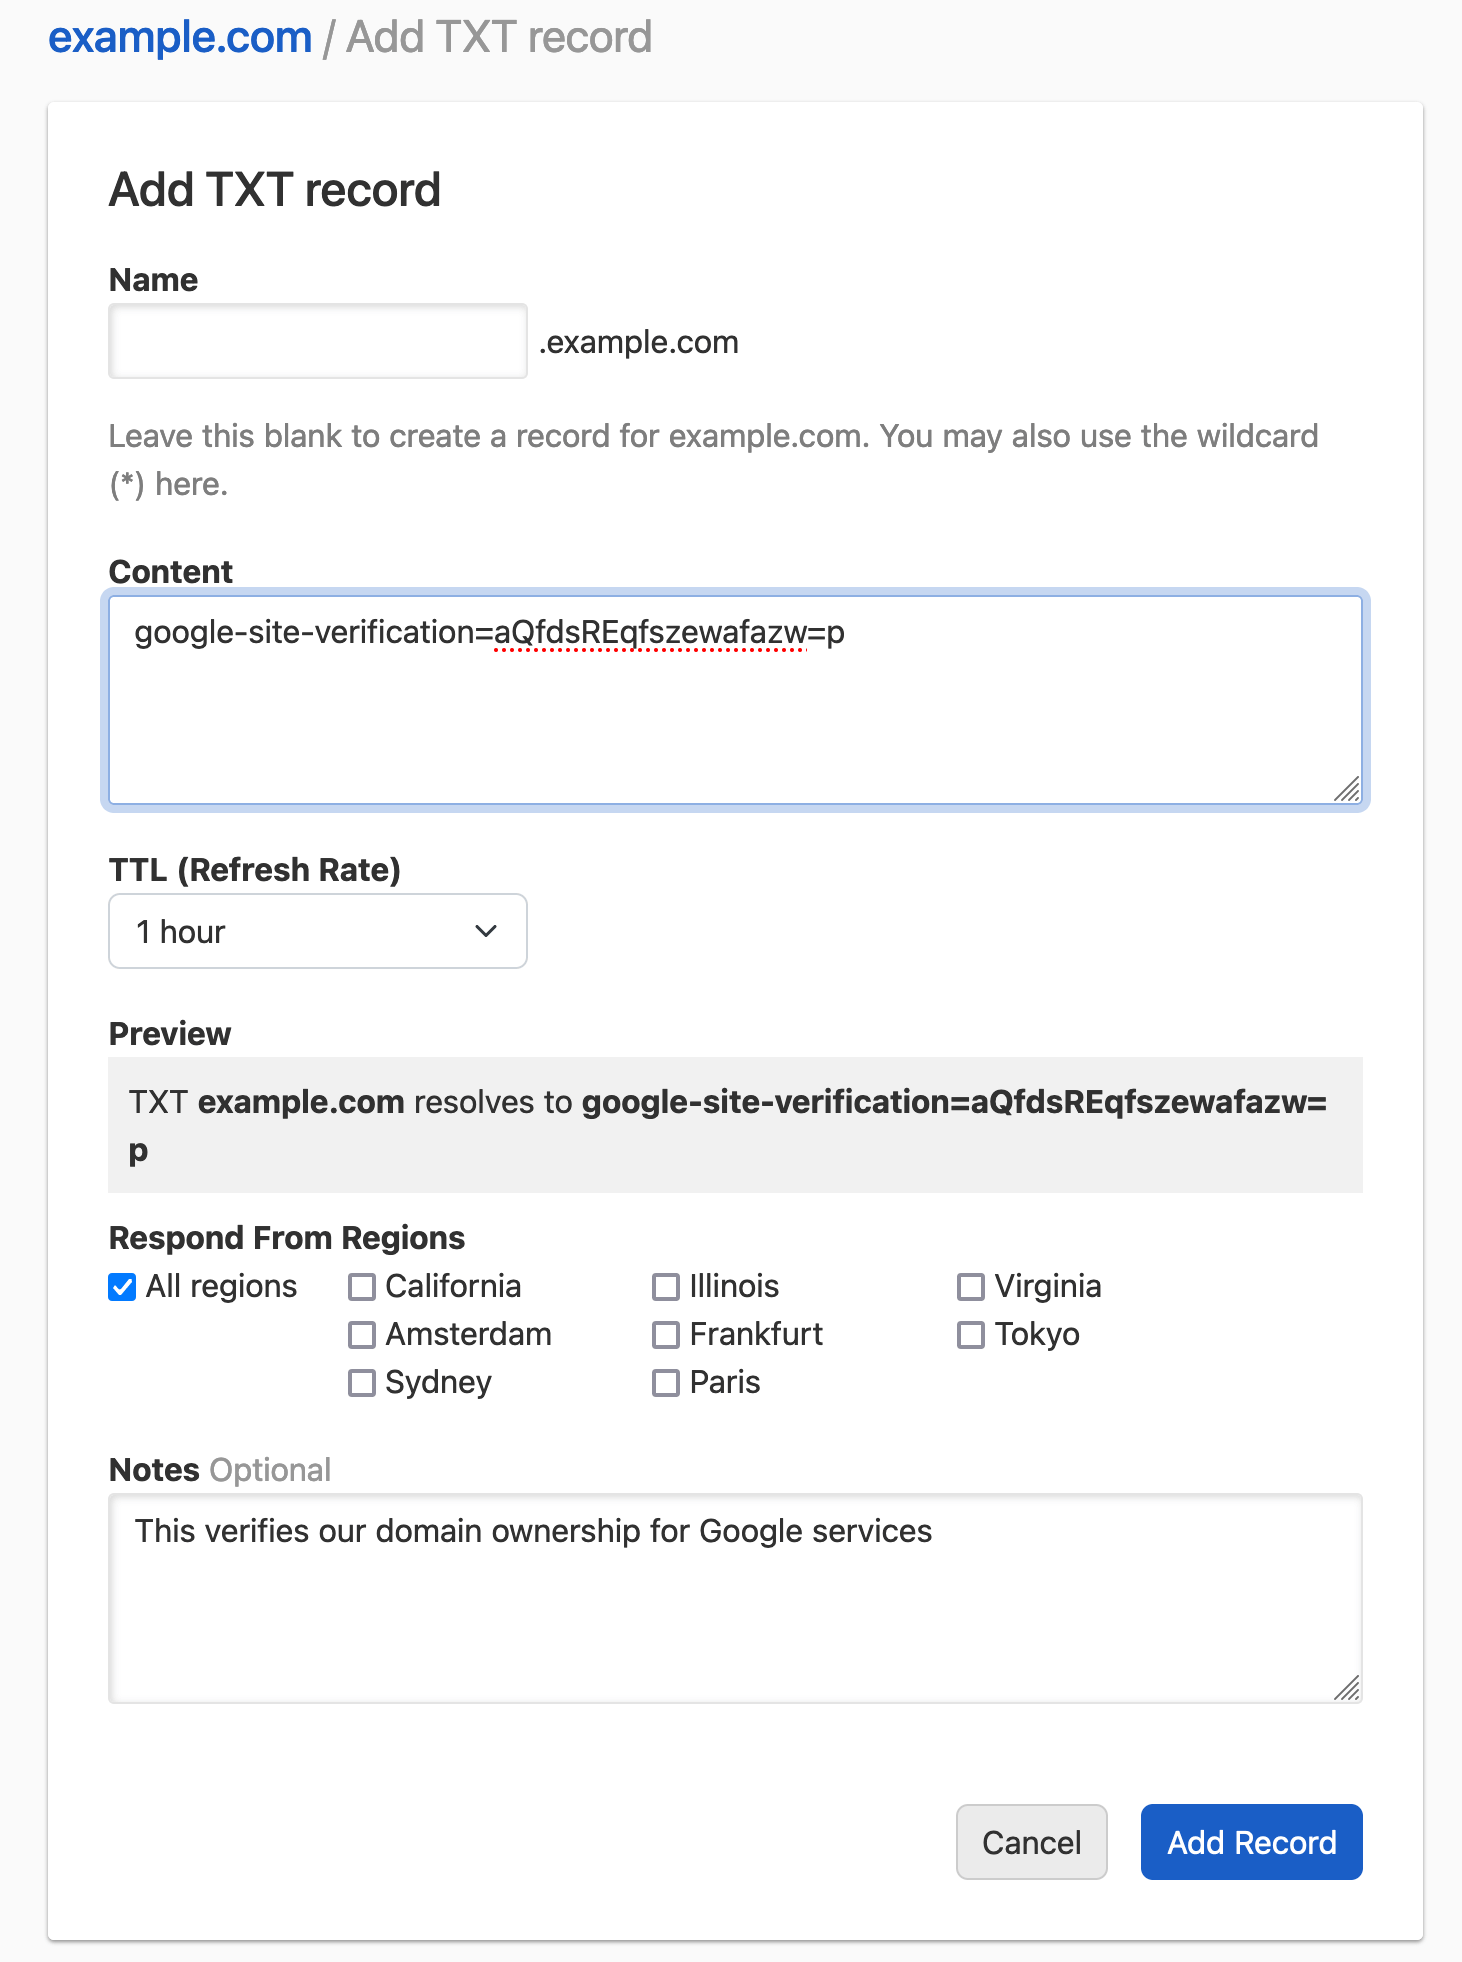 example.com / Add TXT record
Add TXT record
Name
.example.com
Leave this blank to create a record for example.com. You may also use the wildcard
(*) here.
Content
google-site-verification=aQfdsREqfszewafazw=p
TTL (Refresh Rate)
1 hour
Preview
TXT example.com resolves to google-site-verification=aQfdsREqfszewafazw=
p
Respond From Regions
All regions California Illinois Virginia
Amsterdam Frankfurt Tokyo
Sydney Paris
Notes Optional
This verifies our domain ownership for Google services
Cancel Add Record